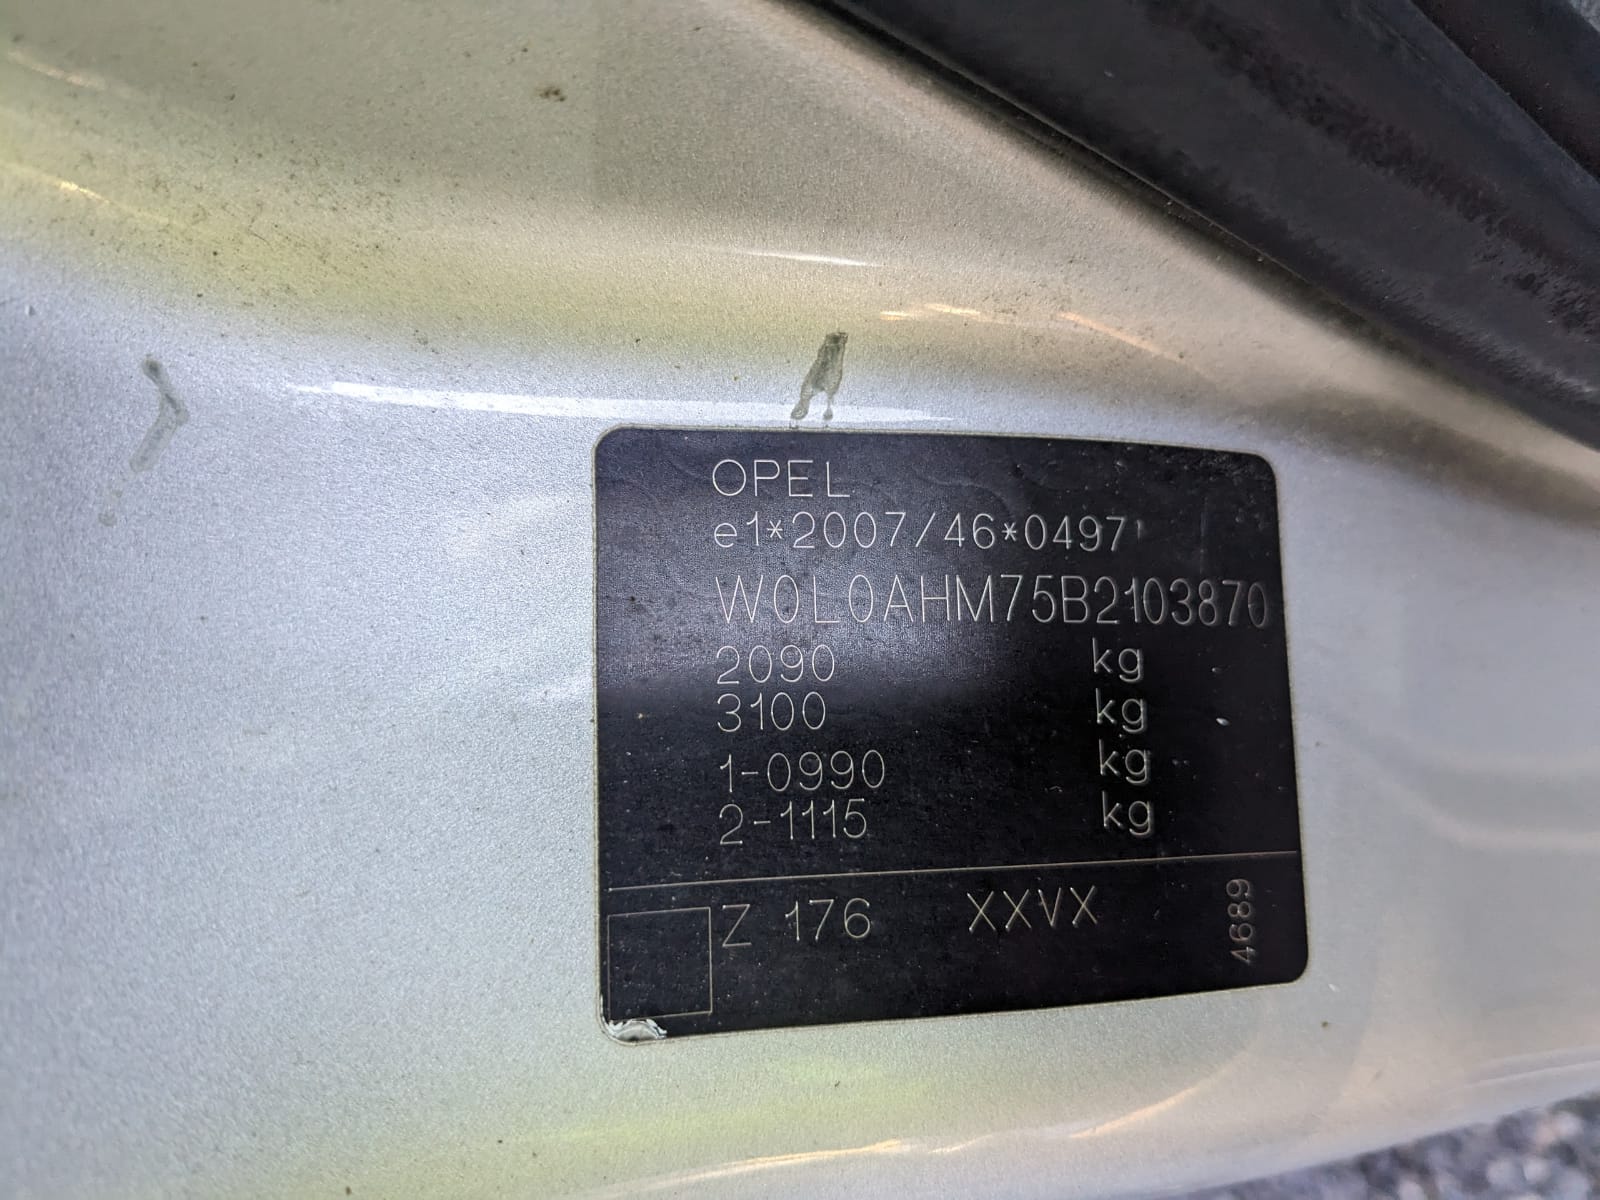 OPEL
e1*2007/46*0497
W0L0AHM75B2103870
2090 kg
3100 kg
1-0990 kg
2-1115 kg
Z 176 XXVX
4689